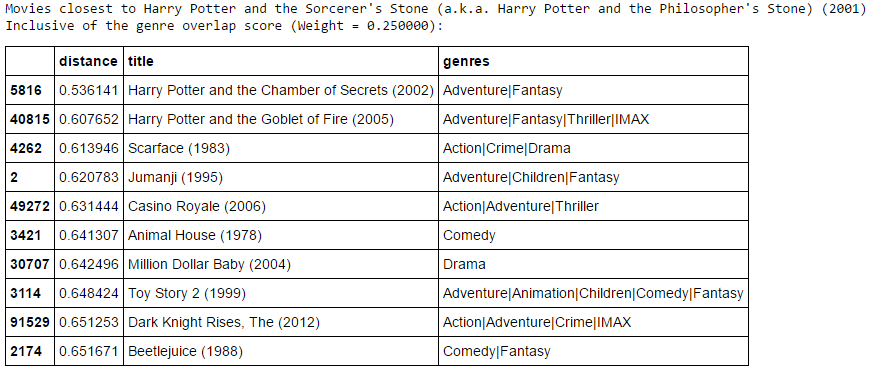 Movies closest to Harry Potter and the Sorcerer's Stone (a.k.a. Harry Potter and the Philosopher's Stone) (2001)
Inclusive of the genre overlap score (Weight = 0.250000):
distance title genres
5816 0.536141 Harry Potter and the Chamber of Secrets (2002) Adventure|Fantasy
40815 0.607652 Harry Potter and the Goblet of Fire (2005) Adventure|Fantasy|Thriller|IMAX
4262 0.613946 Scarface (1983) Action|Crime|Drama
2 0.620783 Jumanji (1995) Adventure|Children|Fantasy
49272 0.631444 Casino Royale (2006) Action|Adventure|Thriller
3421 0.641307 Animal House (1978) Comedy
30707 0.642496 Million Dollar Baby (2004) Drama
3114 0.648424 Toy Story 2 (1999) Adventure|Animation|Children|Comedy|Fantasy
91529 0.651253 Dark Knight Rises, The (2012) Action|Adventure|Crime|IMAX
2174 0.651671 Beetlejuice (1988) Comedy|Fantasy